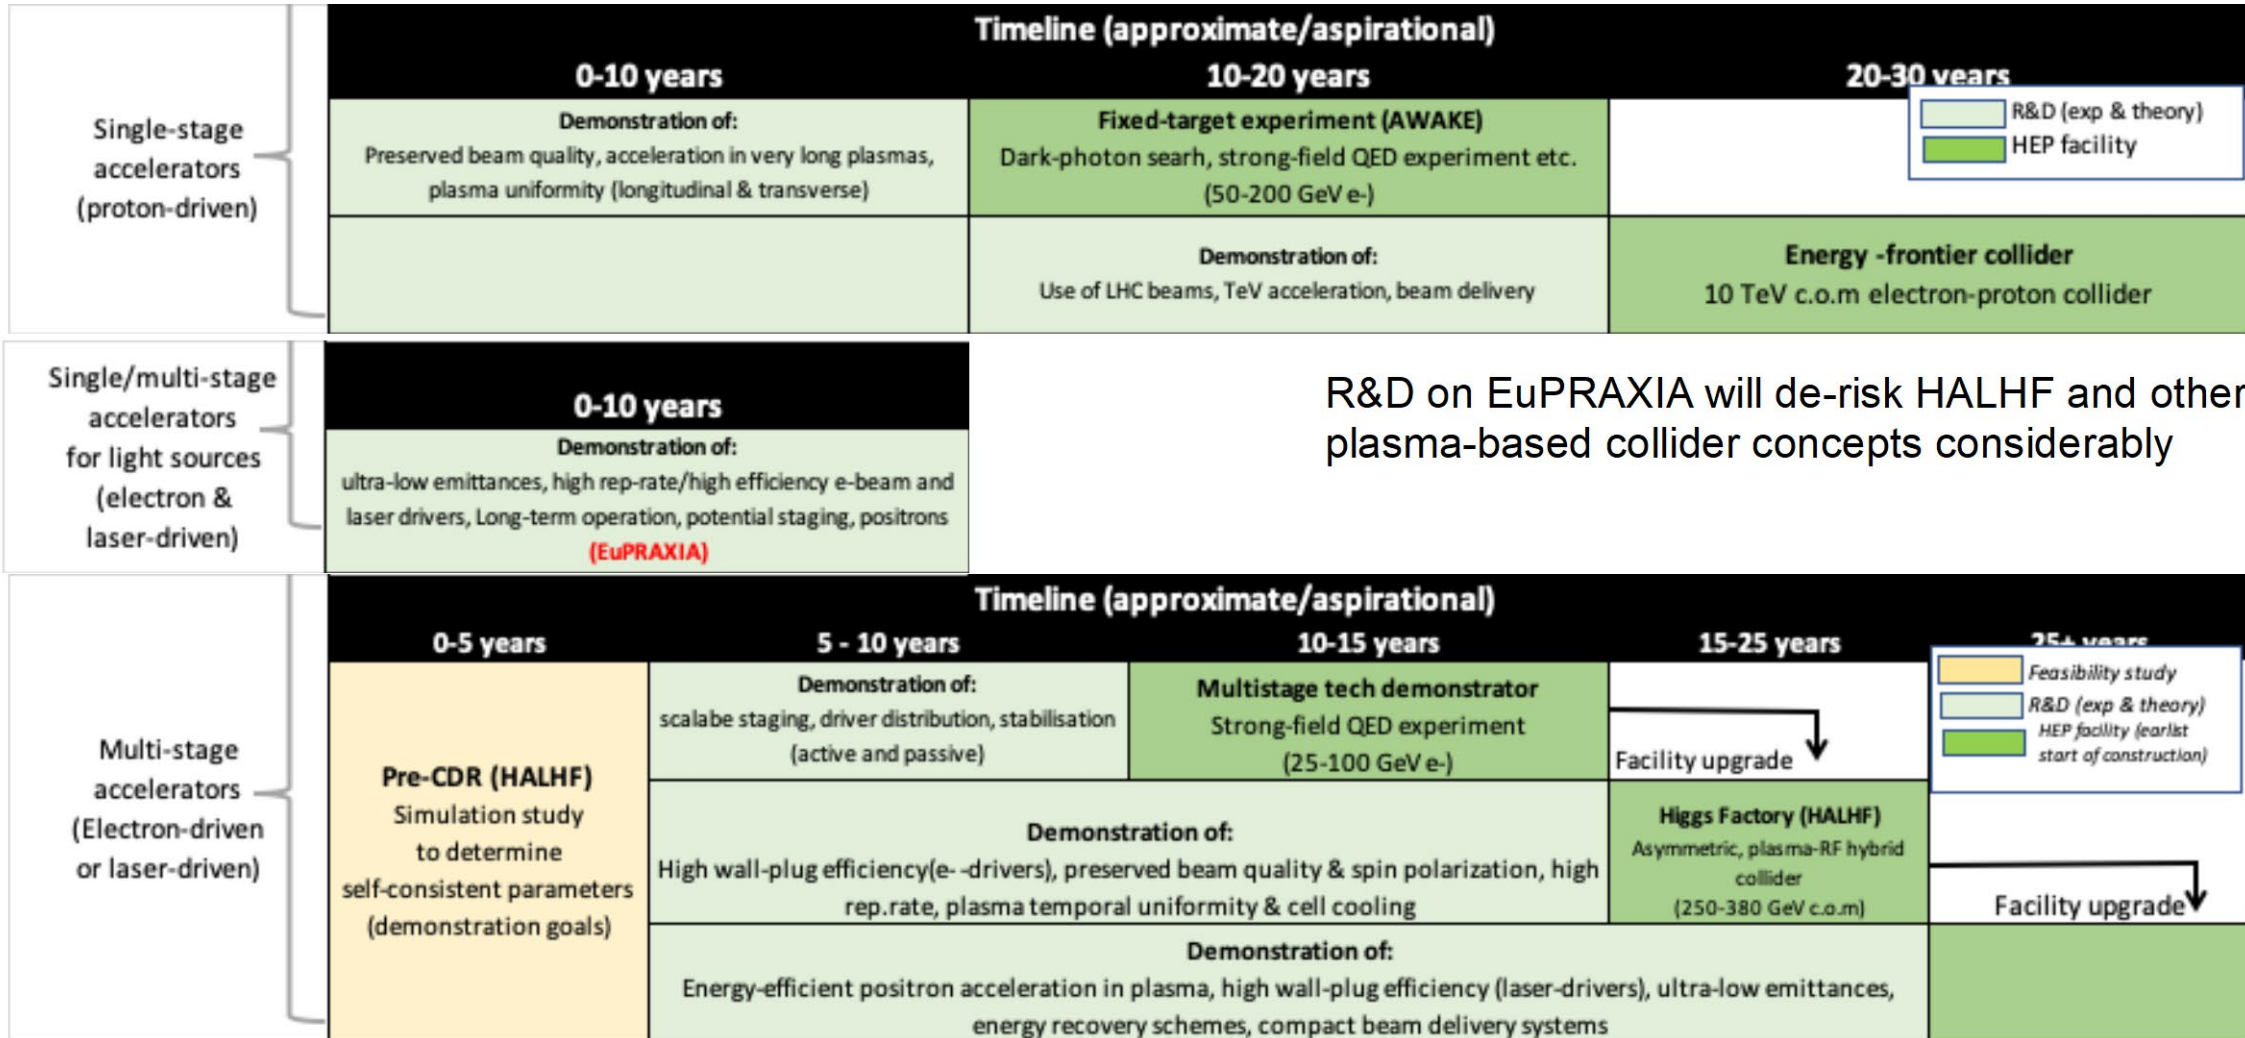 Timeline (approximate/aspirational)
0-10 years
10-20 years
20-30 years
Single-stage
accelerators
(proton-driven)
Demonstration of:
Preserved beam quality, acceleration in very long plasmas,
plasma uniformity (longitudinal & transverse)
Fixed-target experiment (AWAKE)
Dark-photon searh, strong-field QED experiment etc.
(50-200 GeV e-)
R&D (exp & theory)
HEP facility
Demonstration of:
Use of LHC beams, TeV acceleration, beam delivery
Energy -frontier collider
10 TeV c.o.m electron-proton collider
Single/multi-stage
accelerators
for light sources
(electron &
laser-driven)
0-10 years
Demonstration of:
ultra-low emittances, high rep-rate/high efficiency e-beam and
laser drivers, Long-term operation, potential staging, positrons
(EuPRAXIA)
R&D on EuPRAXIA will de-risk HALHF and other
plasma-based collider concepts considerably
Timeline (approximate/aspirational)
0-5 years
5 - 10 years
10-15 years
15-25 years
25+ years
Multi-stage
accelerators
(Electron-driven
or laser-driven)
Pre-CDR (HALHF)
Simulation study
to determine
self-consistent parameters
(demonstration goals)
Demonstration of:
scalabe staging, driver distribution, stabilisation
(active and passive)
Multistage tech demonstrator
Strong-field QED experiment
(25-100 GeV e-)
Facility upgrade
Feasibility study
R&D (exp & theory)
HEP facility (earlist
start of construction)
Demonstration of:
High wall-plug efficiency(e- -drivers), preserved beam quality & spin polarization, high
rep.rate, plasma temporal uniformity & cell cooling
Higgs Factory (HALHF)
Asymmetric, plasma-RF hybrid
collider
(250-380 GeV c.o.m)
Facility upgrade
Demonstration of:
Energy-efficient positron acceleration in plasma, high wall-plug efficiency (laser-drivers), ultra-low emittances,
energy recovery schemes, compact beam delivery systems